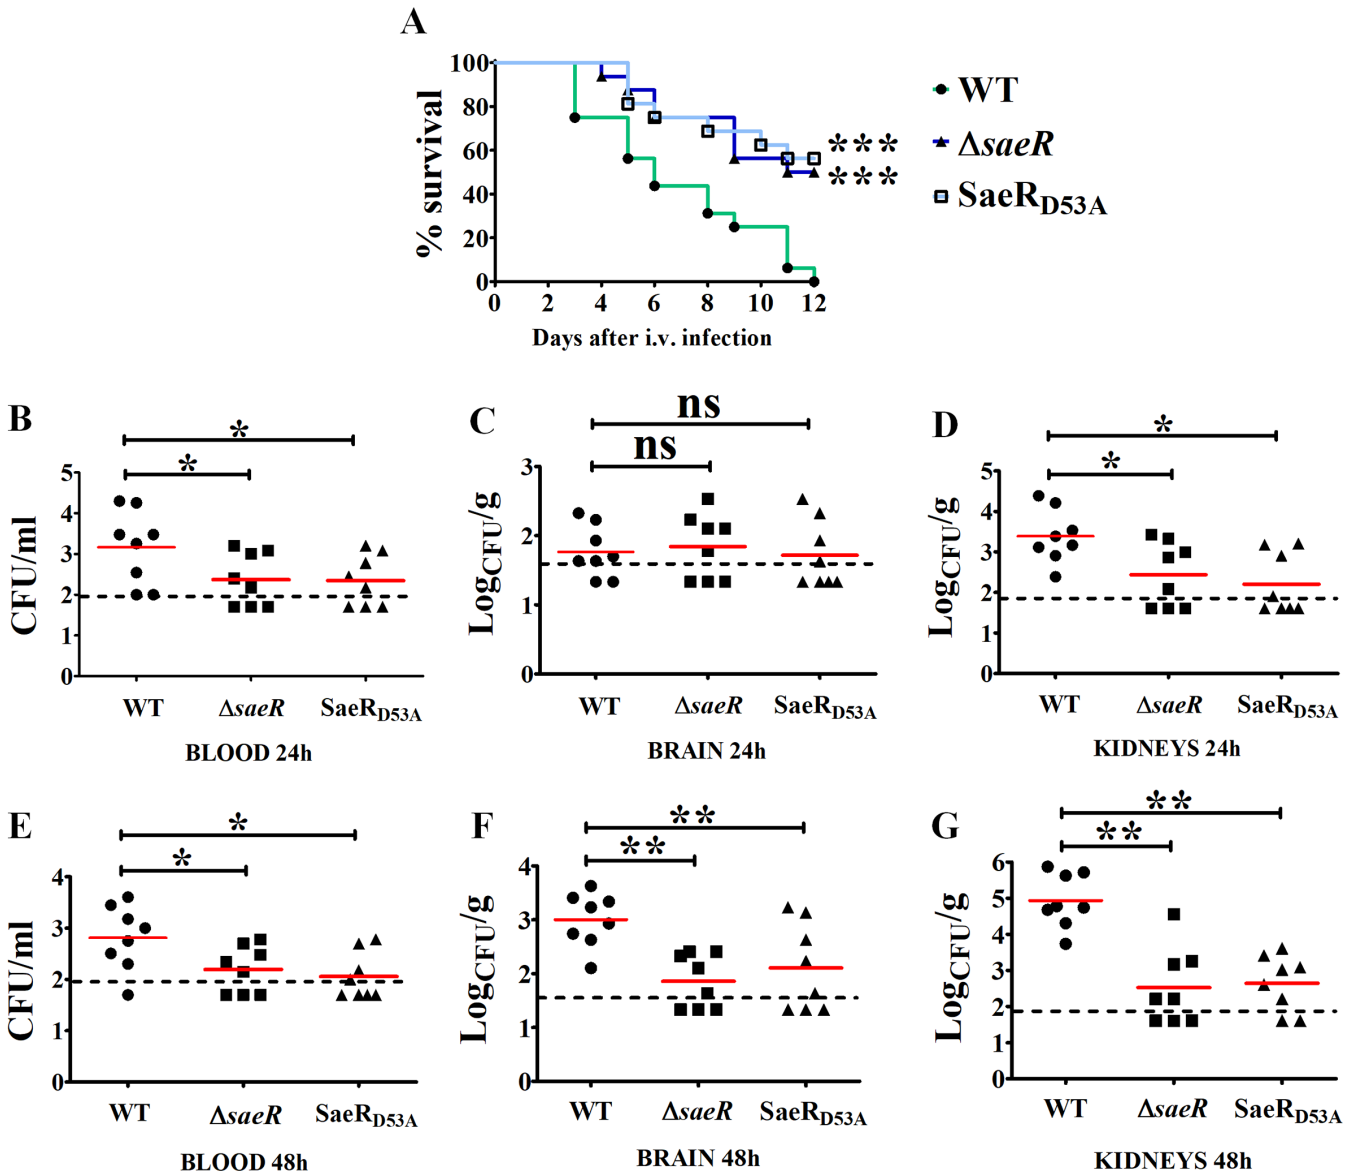 A
% survival
100
80
60
40
20
0
0 2 4 6 8 10 12
Days after i.v. infection
***
***
WT
ΔsaeR
SaeRD53A
B
*
*
CFU/ml
5
4
3
2
1
0
WT ΔsaeR SaeRD53A
BLOOD 24h
C
ns
ns
LogCFU/g
3
2
1
0
WT ΔsaeR SaeRD53A
BRAIN 24h
D
*
*
LogCFU/g
5
4
3
2
1
0
WT ΔsaeR SaeRD53A
KIDNEYS 24h
E
*
*
CFU/ml
4
3
2
1
0
WT ΔsaeR SaeRD53A
BLOOD 48h
F
**
**
LogCFU/g
4
3
2
1
0
WT ΔsaeR SaeRD53A
BRAIN 48h
G
**
**
LogCFU/g
6
5
4
3
2
1
0
WT ΔsaeR SaeRD53A
KIDNEYS 48h